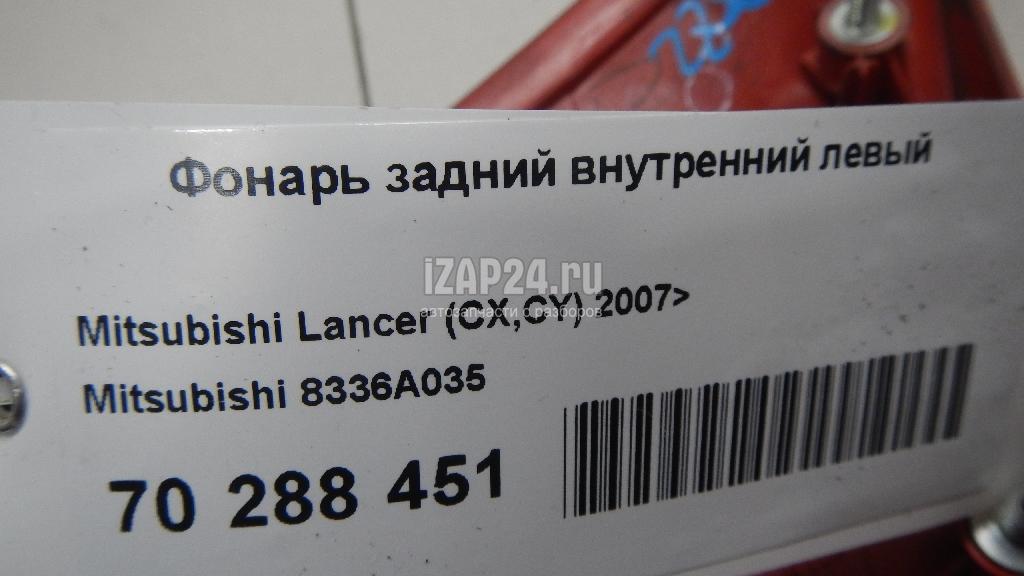 Фонарь задний внутренний левый
iZAP24.ru
автозапчасти с разборов
Mitsubishi Lancer (CX,CY) 2007>
Mitsubishi 8336A035
70 288 451